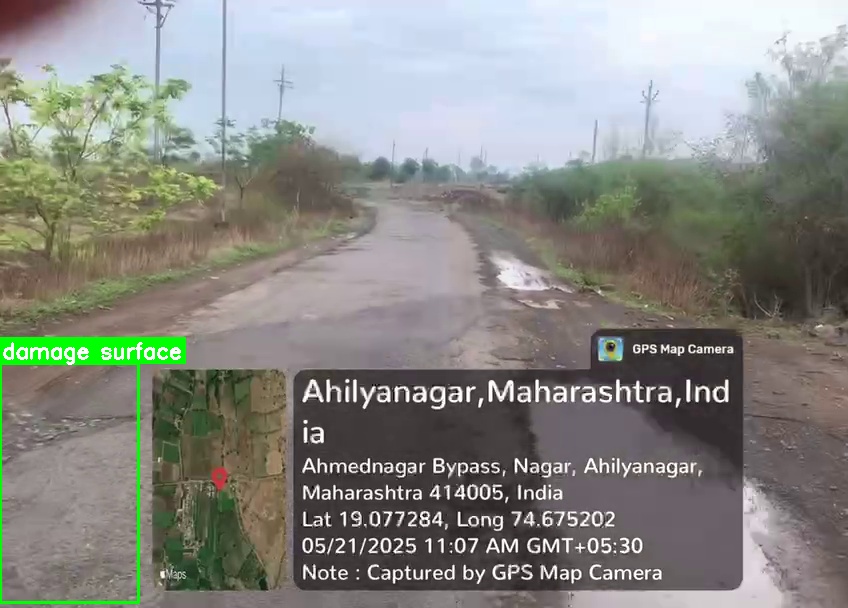 damage surface
GPS Map Camera
Ahilyanagar,Maharashtra,Ind
ia
Ahmednagar Bypass, Nagar, Ahilyanagar,
Maharashtra 414005, India
Lat 19.077284, Long 74.675202
05/21/2025 11:07 AM GMT+05:30
Note : Captured by GPS Map Camera
Maps